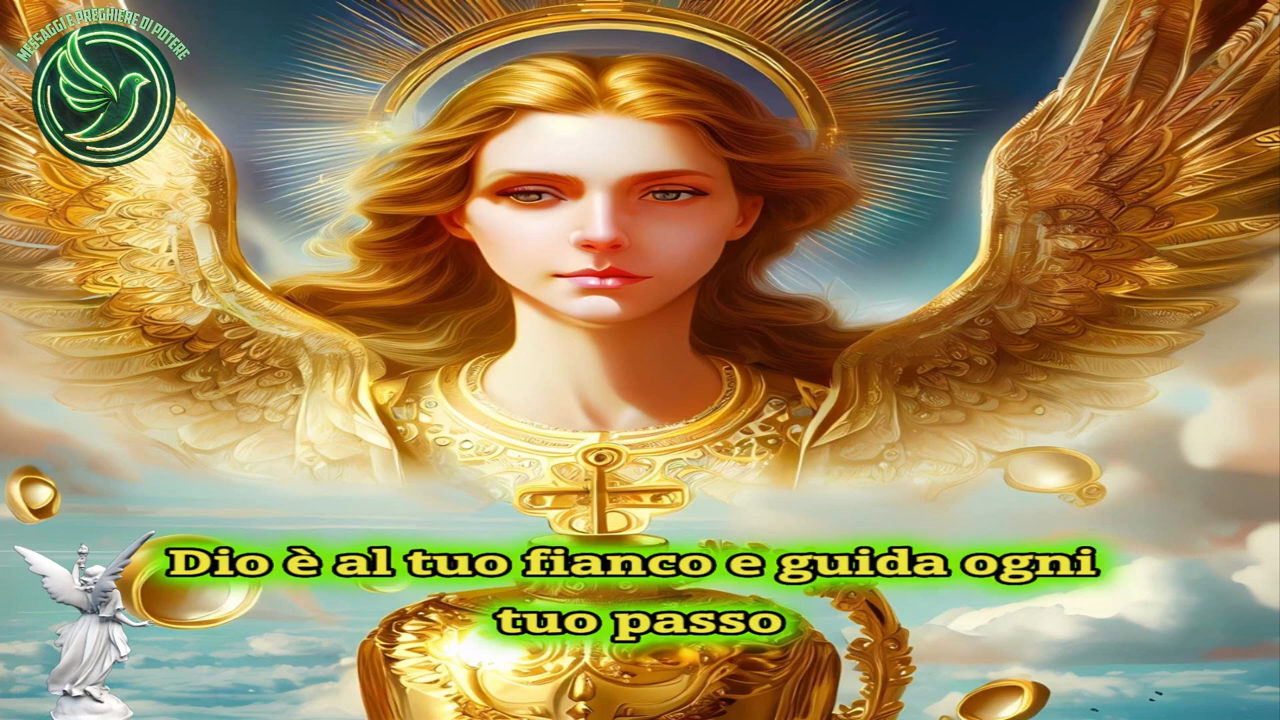 MESSAGGI E PREGHIERE DI POTERE
Dio è al tuo fianco e guida ogni
tuo passo